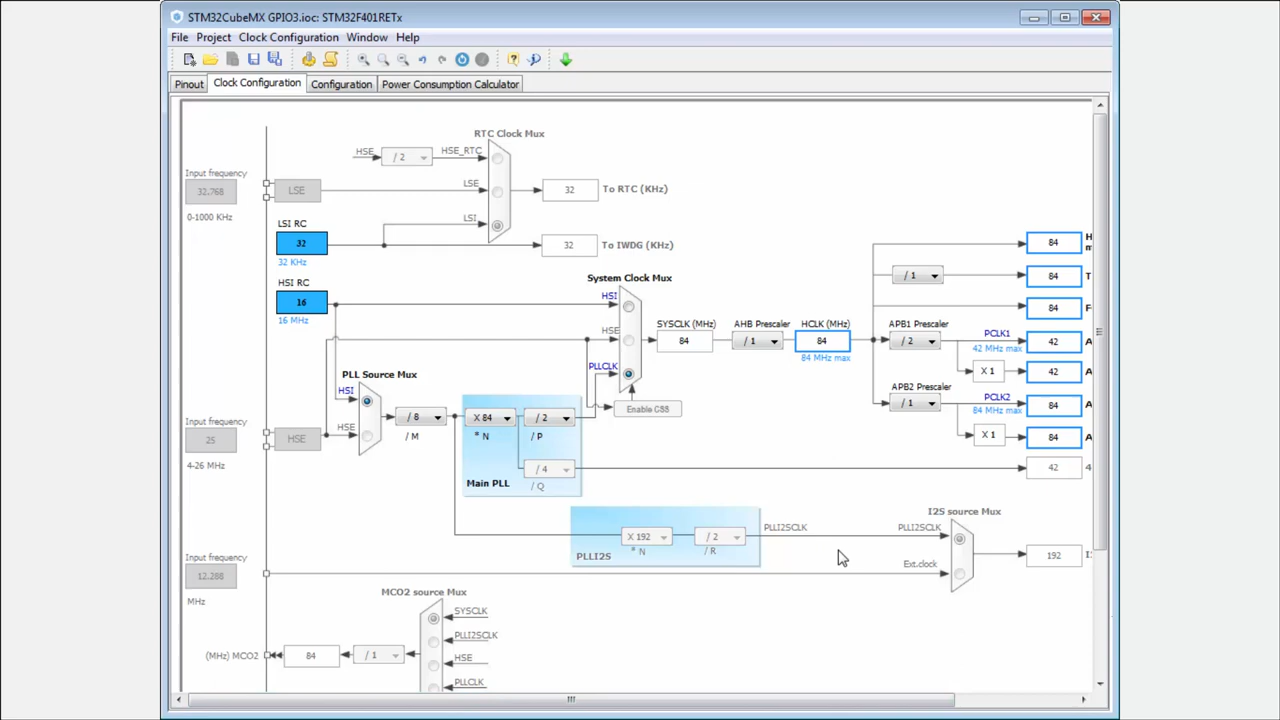 STM32CubeMX GPIO3.ioc: STM32F401RETx
File Project Clock Configuration Window Help
Pinout Clock Configuration Configuration Power Consumption Calculator
RTC Clock Mux
HSE / 2 HSE_RTC
Input frequency
32.768 LSE LSE 32 To RTC (KHz)
0-1000 KHz
LSI RC LSI
32 32 To IWDG (KHz) 84
32 KHz
HSI RC System Clock Mux / 1 84
16 HSI 84
16 MHz
HSE SYSCLK (MHz) AHB Prescaler HCLK (MHz) APB1 Prescaler PCLK1
84 / 1 84 / 2 42 MHz max 42
84 MHz max
PLL Source Mux PLLCLK X 1 42
HSI APB2 Prescaler PCLK2
Enable CSS / 1 84 MHz max 84
/ 8 X 84 / 2
Input frequency HSE / M * N / P X 1 84
25 HSE
4-26 MHz / 4 42
Main PLL / Q
I2S source Mux
PLLI2SCLK PLLI2SCLK
X 192 / 2
PLLI2S * N / R 192
Input frequency Ext.clock
12.288
MHz
MCO2 source Mux
SYSCLK
PLLI2SCLK
(MHz) MCO2 84 / 1 HSE
PLLCLK